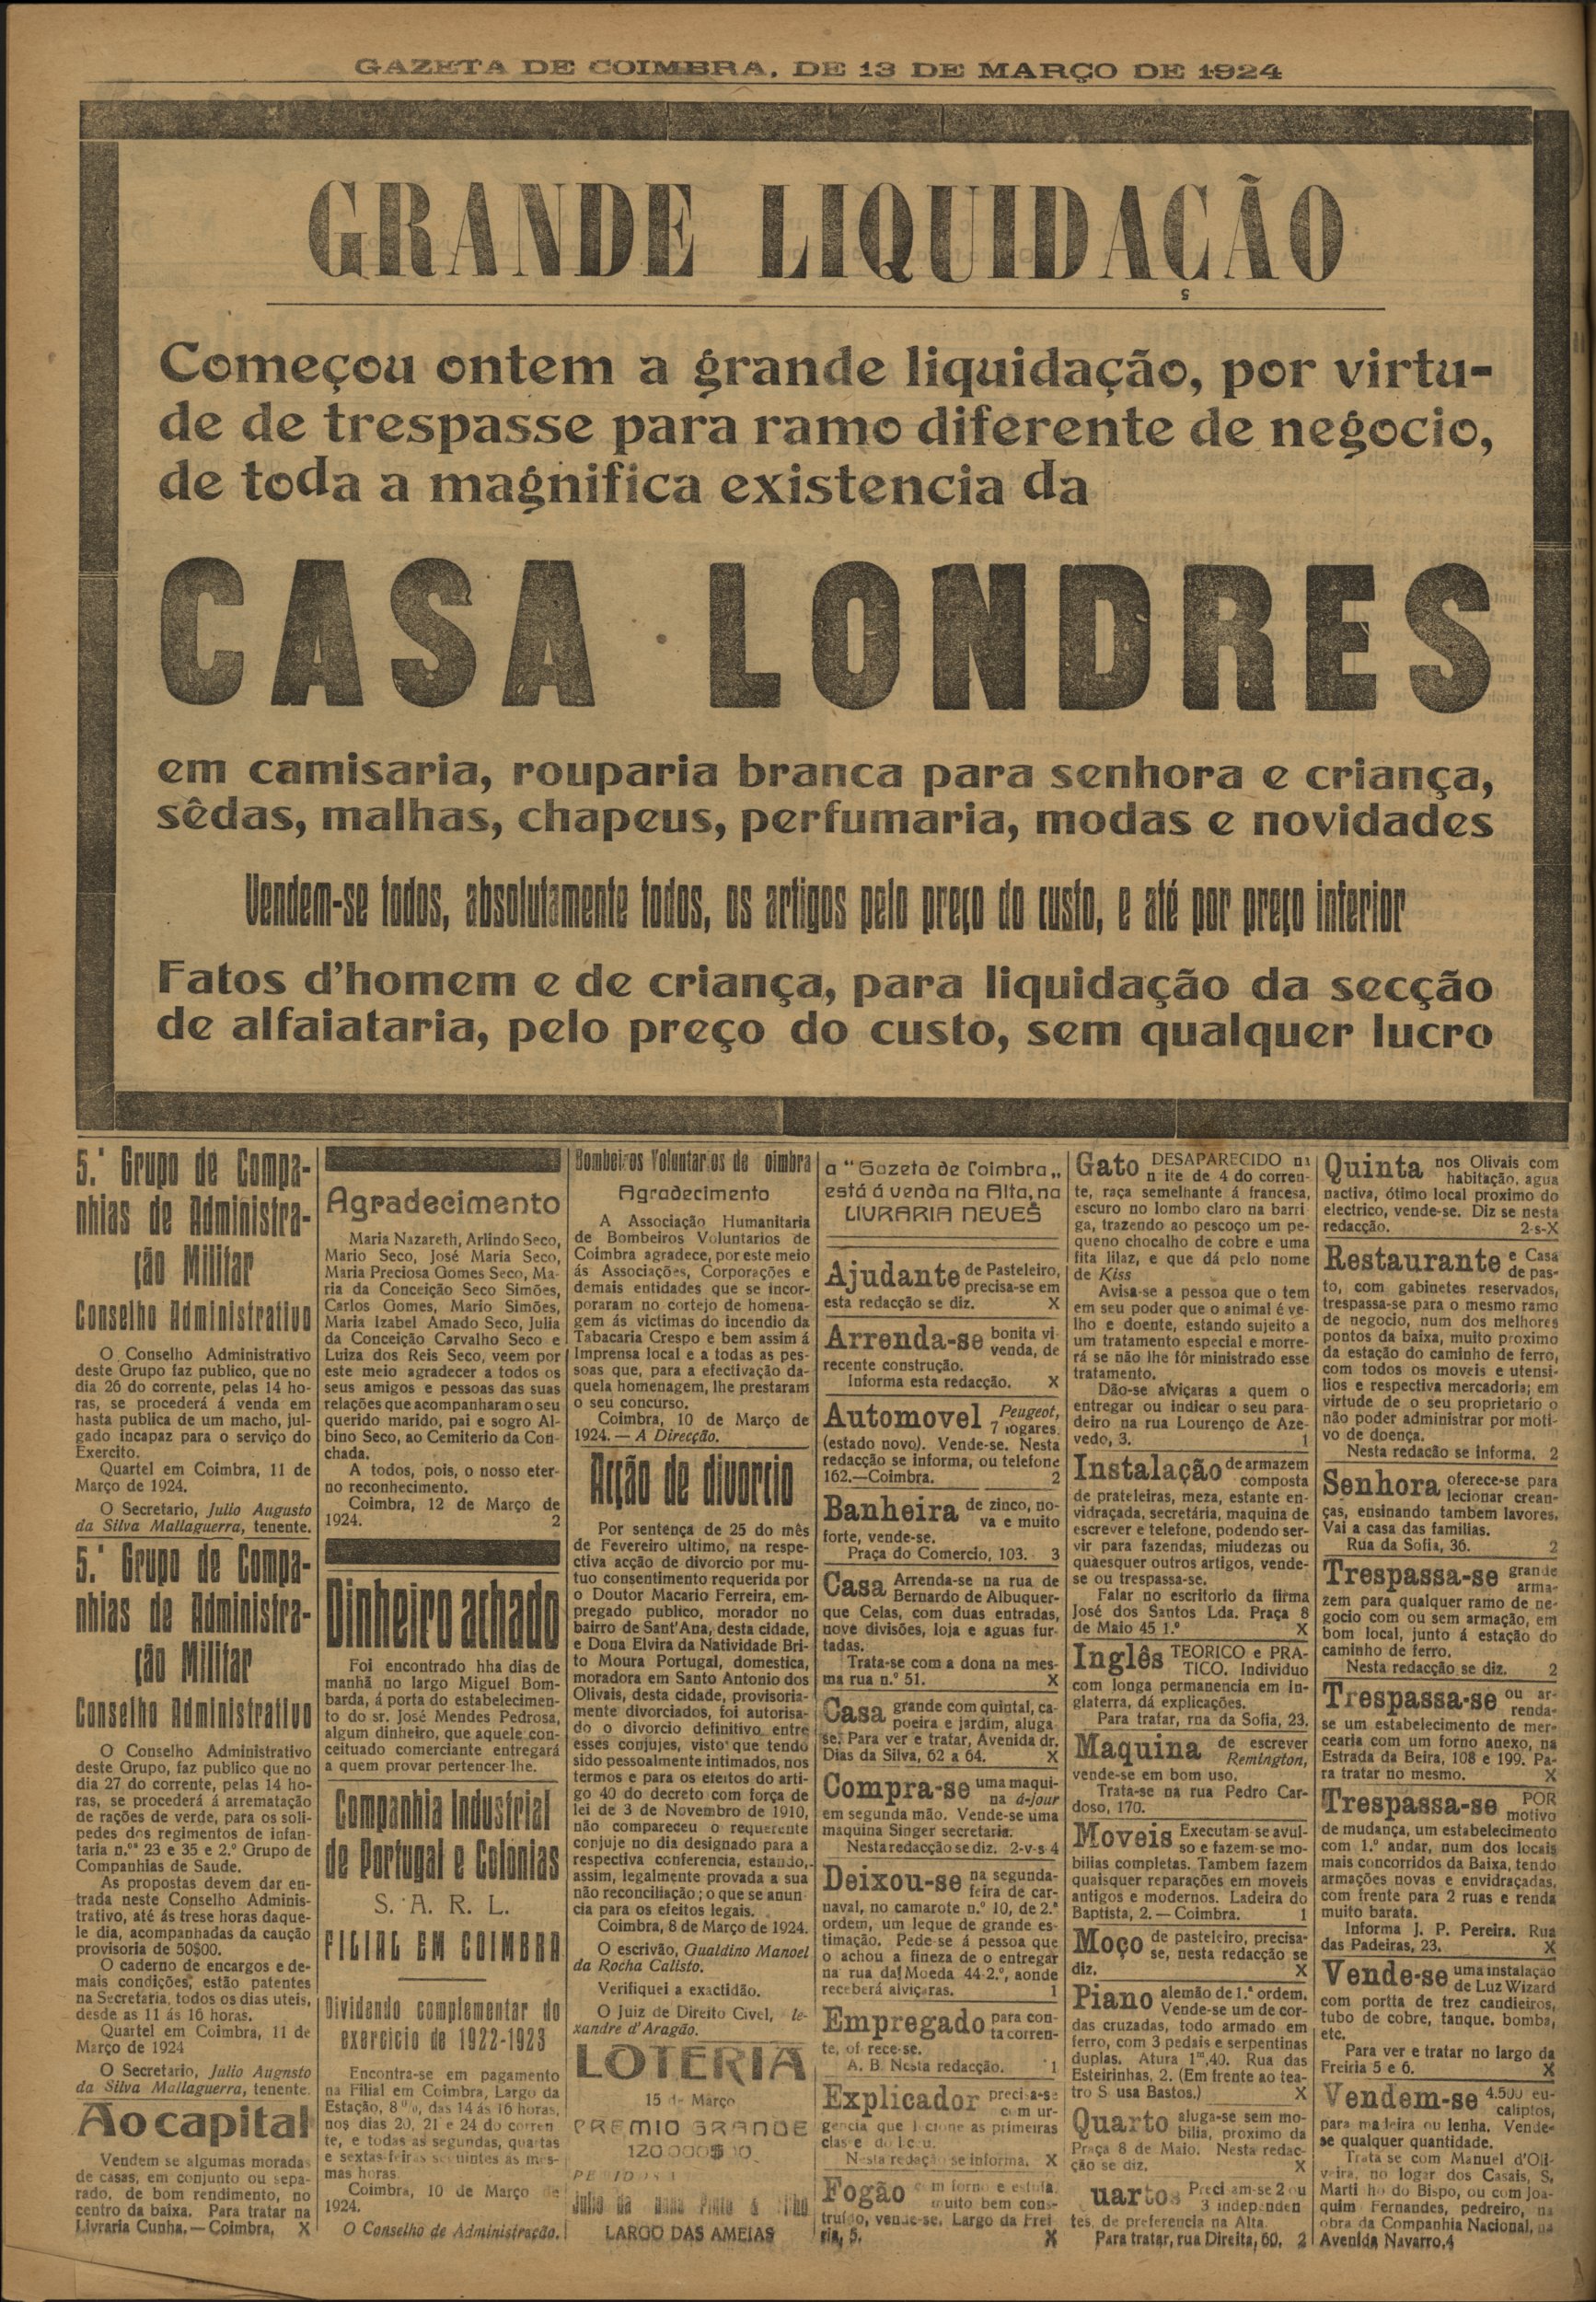 GAZETA DE COIMBRA, DE 13 DE MARÇO DE 1924
GRANDE LIQUIDAÇÃO
Começou ontem a grande liquidação, por virtu-
de de trespasse para ramo diferente de negocio,
de toda a magnifica existencia da
CASA LONDRES
em camisaria, rouparia branca para senhora e criança,
sêdas, malhas, chapeus, perfumaria, modas e novidades
Vendem-se todos, absolutamente todos, os artigos pelo preço do custo, e até por preço inferior
Fatos d'homem e de criança, para liquidação da secção
de alfaiataria, pelo preço do custo, sem qualquer lucro
5.º Grupo de Compa-
nhias de Administra-
ção Militar
Conselho Administrativo
O Conselho Administrativo
deste Grupo faz publico, que no
dia 26 do corrente, pelas 14 ho-
ras, se procederá á venda em
hasta publica de um macho, jul-
gado incapaz para o serviço do
Exercito.
Quartel em Coimbra, 11 de
Março de 1924.
O Secretario, Julio Augusto
da Silva Mallaguerra, tenente.
5.º Grupo de Compa-
nhias de Administra-
ção Militar
Conselho Administrativo
O Conselho Administrativo
deste Grupo, faz publico que no
dia 27 do corrente, pelas 14 ho-
ras, se procederá á arrematação
de rações de verde, para os soli-
pedes dos regimentos de infan-
taria n.ºs 23 e 35 e 2.º Grupo de
Companhias de Saude.
As propostas devem dar en-
trada neste Conselho Adminis-
trativo, até ás trese horas daque-
le dia, acompanhadas da caução
provisoria de 50$00.
O caderno de encargos e de-
mais condições, estão patentes
na Secretaria, todos os dias uteis,
desde as 11 ás 16 horas.
Quartel em Coimbra, 11 de
Março de 1924
O Secretario, Julio Augnsto
da Silva Mallaguerra, tenente.
Ao capital
Vendem se algumas moradas
de casas, em conjunto ou sepa-
rado, de bom rendimento, no
centro da baixa. Para tratar na
Livraria Cunha.—Coimbra. X
Agradecimento
Maria Nazareth, Arlindo Seco,
Mario Seco, José Maria Seco,
Maria Preciosa Gomes Seco, Ma-
ria da Conceição Seco Simões,
Carlos Gomes, Mario Simões,
Maria Izabel Amado Seco, Julia
da Conceição Carvalho Seco e
Luiza dos Reis Seco, veem por
este meio agradecer a todos os
seus amigos e pessoas das suas
relações que acompanharam o seu
querido marido, pai e sogro Al-
bino Seco, ao Cemiterio da Con-
chada.
A todos, pois, o nosso eter-
no reconhecimento.
Coimbra, 12 de Março de
1924. 2
Dinheiro achado
Foi encontrado hha dias de
manhã no largo Miguel Bom-
barda, á porta do estabelecimen-
to do sr. José Mendes Pedrosa,
algum dinheiro, que aquele con-
ceituado comerciante entregará
a quem provar pertencer-lhe.
Companhia Industrial
de Portugal e Colonias
S. A. R. L.
FILIAL EM COIMBRA
Dividendo complementar do
exercicio de 1922-1923
Encontra-se em pagamento
na Filial em Coimbra, Largo da
Estação, 8%, das 14 ás 16 horas,
nos dias 20, 21 e 24 do corren
te, e todas as segundas, quartas
e sextas-feiras seguintes ás mes-
mas horas.
Coimbra, 10 de Março de
1924.
O Conselho de Administração.
Bombeiros Voluntarios de oimbra
Agradecimento
A Associação Humanitaria
de Bombeiros Voluntarios de
Coimbra agradece, por este meio
ás Associações, Corporações e
demais entidades que se incor-
poraram no cortejo de homena-
gem ás victimas do incendio da
Tabacaria Crespo e bem assim á
Imprensa local e a todas as pes-
soas que, para a efectivação da-
quela homenagem, lhe prestaram
o seu concurso.
Coimbra, 10 de Março de
1924. — A Direcção.
Acção de divorcio
Por sentença de 25 do mês
de Fevereiro ultimo, na respe-
ctiva acção de divorcio por mu-
tuo consentimento requerida por
o Doutor Macario Ferreira, em-
pregado publico, morador no
bairro de Sant'Ana, desta cidade,
e Dona Elvira da Natividade Bri-
to Moura Portugal, domestica,
moradora em Santo Antonio dos
Olivais, desta cidade, provisoria-
mente divorciados, foi autorisa-
do o divorcio definitivo entre
esses conjujes, visto que tendo
sido pessoalmente intimados, nos
termos e para os efeitos do arti-
go 40 do decreto com força de
lei de 3 de Novembro de 1910,
não compareceu o requerente
conjuje no dia designado para a
respectiva conferencia, estando,
assim, legalmente provada a sua
não reconciliação; o que se anun
cia para os efeitos legais.
Coimbra, 8 de Março de 1924.
O escrivão, Gualdino Manoel
da Rocha Calisto.
Verifiquei a exactidão.
O Juiz de Direito Civel, le-
xandre d'Aragão.
LOTERIA
15 de Março
PREMIO GRANDE
120.000$00
LARGO DAS AMEIAS
a "Gazeta de Coimbra,,
está á venda na Alta, na
LIVRARIA NEVES
Ajudante de Pasteleiro,
precisa-se em
esta redacção se diz. X
Arrenda-se bonita vi
venda, de
recente construção.
Informa esta redacção. X
Automovel Peugeot,
7 logares.
(estado novo). Vende-se. Nesta
redacção se informa, ou telefone
162.—Coimbra. 2
Banheira de zinco, no-
va e muito
forte, vende-se.
Praça do Comercio, 103. 3
Casa Arrenda-se na rua de
Bernardo de Albuquer-
que Celas, com duas entradas,
nove divisões, loja e aguas fur-
tadas.
Trata-se com a dona na mes-
ma rua n.º 51. X
Casa grande com quintal, ca-
poeira e jardim, aluga-
se. Para ver e tratar, Avenida dr.
Dias da Silva, 62 a 64. X
Compra-se uma maqui-
na á-jour
em segunda mão. Vende-se uma
maquina Singer secretaria.
Nesta redacção se diz. 2-v-s-4
Deixou-se na segunda-
feira de car-
naval, no camarote n.º 10, de 2.ª
ordem, um leque de grande es-
timação. Pede-se á pessoa que
o achou a fineza de o entregar
na rua da Moeda 44-2.º, aonde
receberá alviçaras. 1
Empregado para con-
ta corren-
te, of rece-se.
A. B. Nesta redacção. 1
Explicador precisa-se
com ur-
gencia que lecione as primeiras
Nesta redação se informa. X
Fogão com forno e estufa,
muito bem cons-
truido, vende-se. Largo da Frei-
ria, 5. X
Gato DESAPARECIDO na
n ite de 4 do corren-
te, raça semelhante á francesa,
escuro no lombo claro na barri
ga, trazendo ao pescoço um pe-
queno chocalho de cobre e uma
fita lilaz, e que dá pelo nome
de Kiss
Avisa-se a pessoa que o tem
em seu poder que o animal é ve-
lho e doente, estando sujeito a
um tratamento especial e morre-
rá se não lhe fôr ministrado esse
tratamento.
Dão-se alviçaras a quem o
entregar ou indicar o seu para-
deiro na rua Lourenço de Aze-
vedo, 3. 1
Instalação de armazem
composta
de prateleiras, meza, estante en-
vidraçada, secretária, maquina de
escrever e telefone, podendo ser-
vir para fazendas, miudezas ou
quaesquer outros artigos, vende-
se ou trespassa-se.
Falar no escritorio da firma
José dos Santos Lda. Praça 8
de Maio 45 1.º X
Inglês TEORICO e PRA-
TICO. Individuo
com longa permanencia em In-
glaterra, dá explicações.
Para tratar, rna da Sofia, 23.
Maquina de escrever
Remington,
vende-se em bom uso.
Trata-se na rua Pedro Car-
doso, 170.
Moveis Executam-se avul-
so e fazem-se mo-
bilias completas. Tambem fazem
quaisquer reparações em moveis
antigos e modernos. Ladeira do
Baptista, 2. — Coimbra. 1
Moço de pasteleiro, precisa-
se, nesta redacção se
diz. X
Piano alemão de 1.ª ordem.
Vende-se um de cor-
das cruzadas, todo armado em
ferro, com 3 pedais e serpentinas
duplas. Atura 1m,40. Rua das
Esteirinhas, 2. (Em frente ao tea-
tro S usa Bastos.) X
Quarto aluga-se sem mo-
bilia, proximo da
Praça 8 de Maio. Nesta redac-
ção se diz. X
uartos Preci am-se 2 ou
3 independen
tes, de preferencia na Alta.
Para tratar, rua Direita, 60. 2
Quinta nos Olivais com
habitação, agua
nactiva, ótimo local proximo do
electrico, vende-se. Diz se nesta
redacção. 2-s-X
Restaurante e Casa
de pas-
to, com gabinetes reservados,
trespassa-se para o mesmo ramo
de negocio, num dos melhores
pontos da baixa, muito proximo
da estação do caminho de ferro,
com todos os moveis e utensi-
lios e respectiva mercadoria; em
virtude de o seu proprietario o
não poder administrar por moti-
vo de doença.
Nesta redação se informa. 2
Senhora oferece-se para
lecionar crean-
ças, ensinando tambem lavores.
Vai a casa das familias.
Rua da Sofia, 36. 2
Trespassa-se grande
arma-
zem para qualquer ramo de ne-
gocio com ou sem armação, em
bom local, junto á estação do
caminho de ferro.
Nesta redacção se diz. 2
Trespassa-se ou ar-
renda-
se um estabelecimento de mer-
cearia com um forno anexo, na
Estrada da Beira, 108 e 199. Pa-
ra tratar no mesmo. X
Trespassa-se POR
motivo
de mudança, um estabelecimento
com 1.º andar, num dos locais
mais concorridos da Baixa, tendo
armações novas e envidraçadas,
com frente para 2 ruas e renda
muito barata.
Informa J. P. Pereira. Rua
das Padeiras, 23. X
Vende-se uma instalação
de Luz Wizard
com portta de trez candieiros,
tubo de cobre, tanque, bomba,
etc.
Para ver e tratar no largo da
Freiria 5 e 6. X
Vendem-se 4.500 eu-
caliptos,
para madeira ou lenha. Vende-
se qualquer quantidade.
Trata se com Manuel d'Oli-
veira, no logar dos Casais, S.
Marti ho do Bispo, ou com Joa-
quim Fernandes, pedreiro, na
obra da Companhia Nacional, na
Avenida Navarro,4